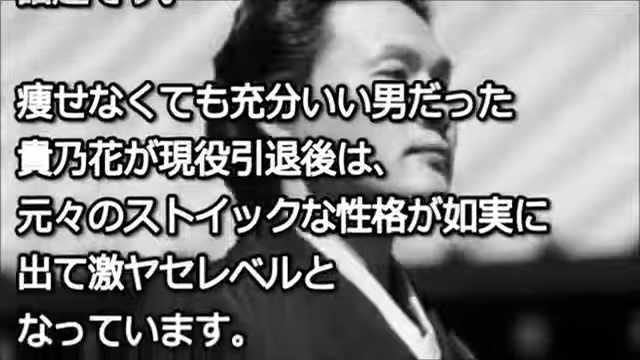 痩せなくても充分いい男だった
貴乃花が現役引退後は、
元々のストイックな性格が如実に
出て激ヤセレベルと
なっています。